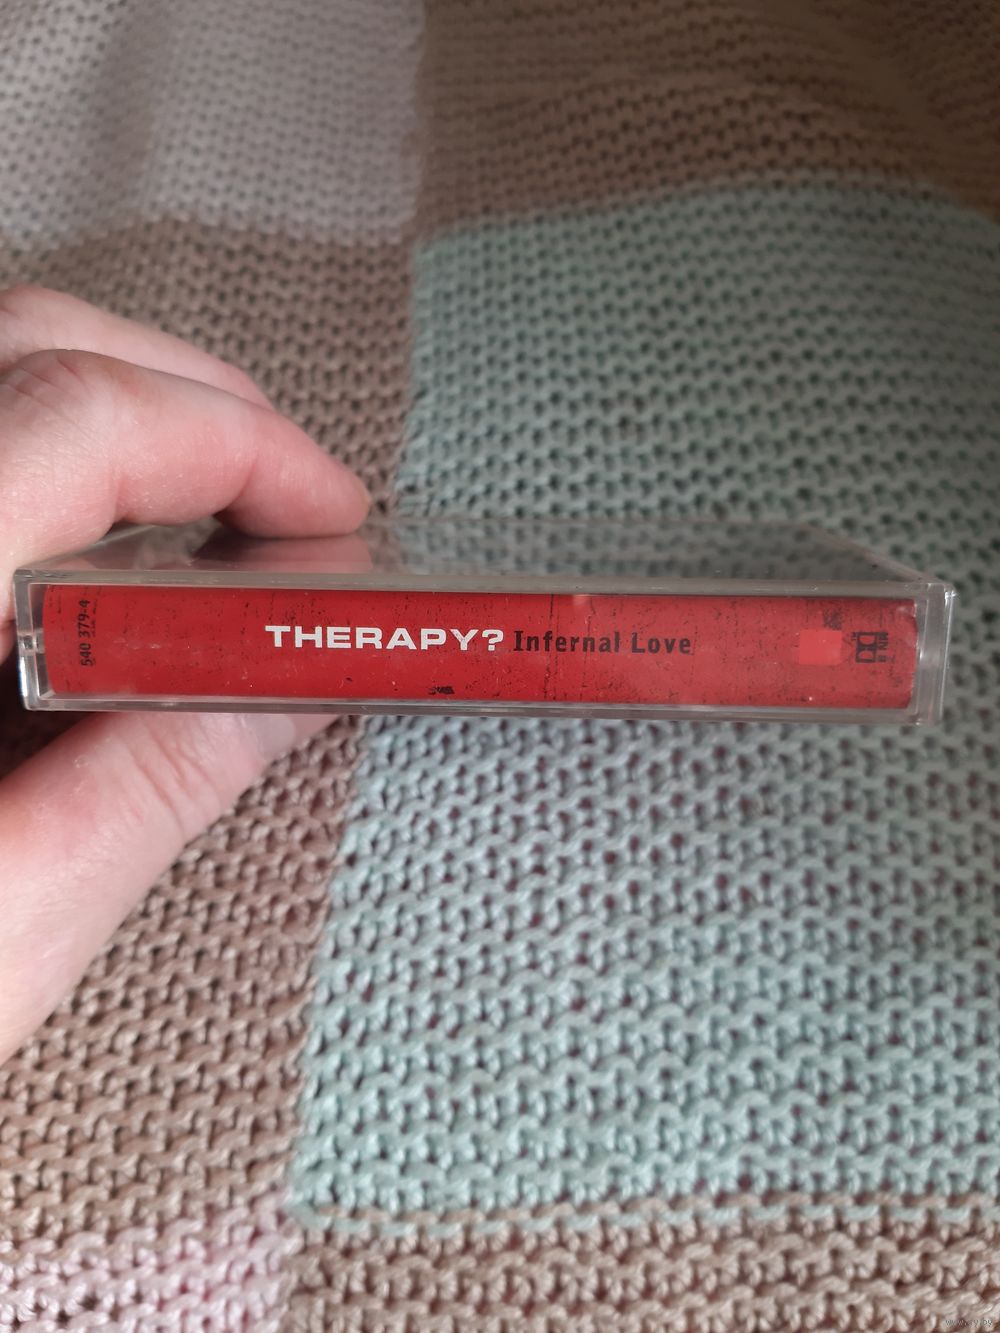 540 379-4
THERAPY? Infernal Love